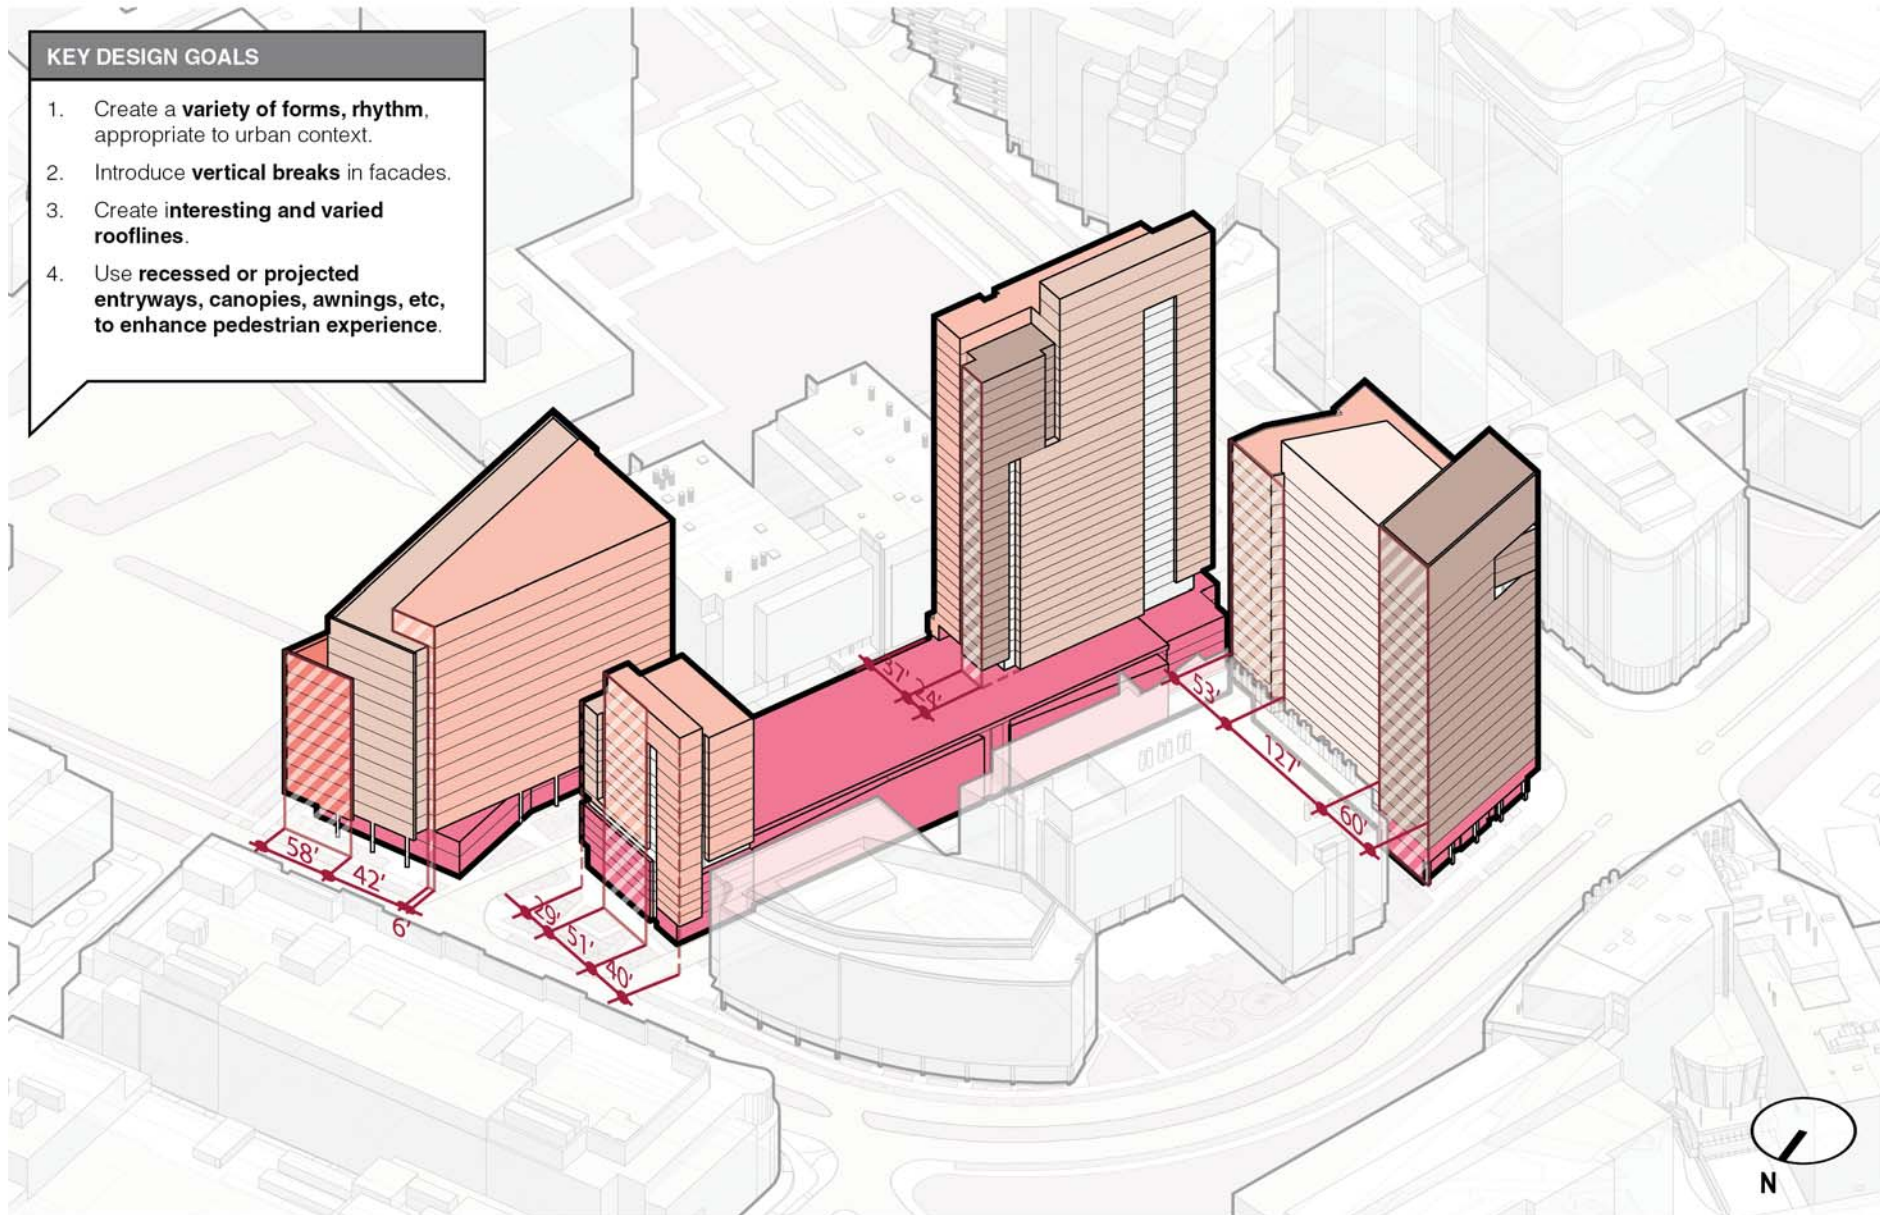 KEY DESIGN GOALS
1. Create a variety of forms, rhythm,
appropriate to urban context.
2. Introduce vertical breaks in facades.
3. Create interesting and varied
rooflines.
4. Use recessed or projected
entryways, canopies, awnings, etc,
to enhance pedestrian experience.
37' 24'
53'
127'
60'
58'
42'
6'
29'
51'
40'
N